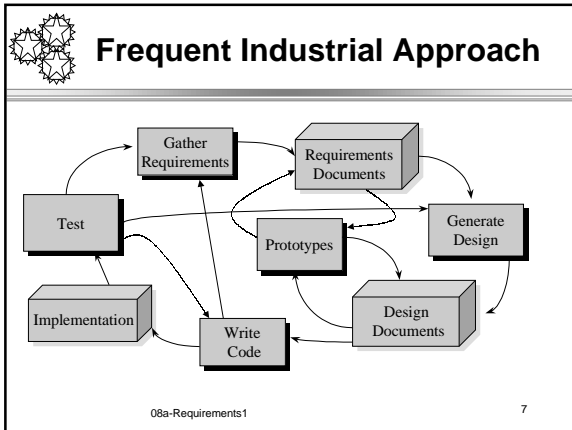 Frequent Industrial Approach
Gather
Requirements
Requirements
Documents
Test
Prototypes
Generate
Design
Implementation
Write
Code
Design
Documents
08a-Requirements1
7